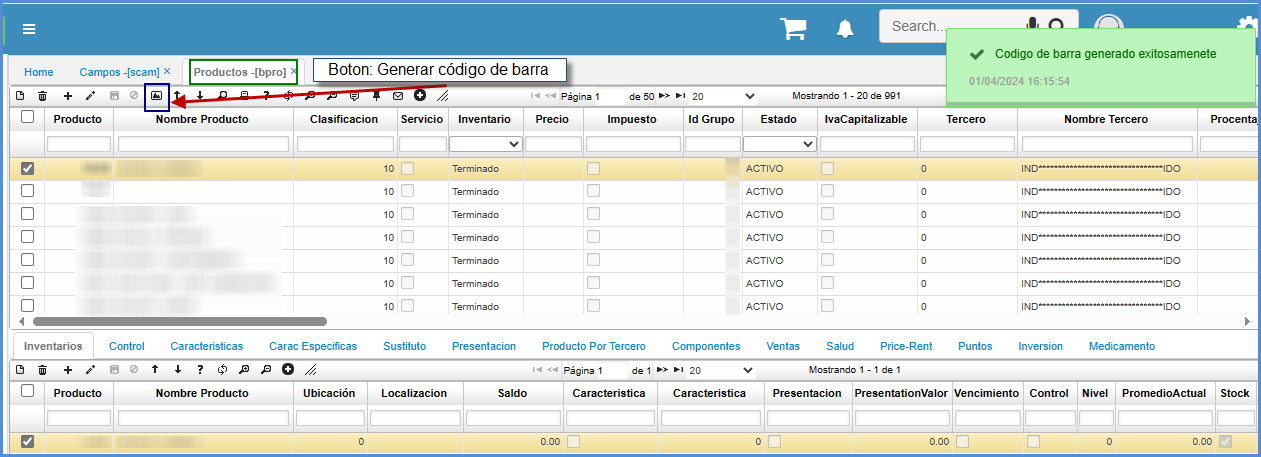 Search...
Codigo de barra generado exitosamenete
01/04/2024 16:15:54
Home
Campos -[scam] ×
Productos -[bpro] ×
Boton: Generar código de barra
Página 1 de 50 20 Mostrando 1 - 20 de 991
Producto Nombre Producto Clasificacion Servicio Inventario Precio Impuesto Id Grupo Estado IvaCapitalizable Tercero Nombre Tercero Procenta
10 Terminado ACTIVO 0 IND**********************************IDO
10 Terminado ACTIVO 0 IND**********************************IDO
10 Terminado ACTIVO 0 IND**********************************IDO
10 Terminado ACTIVO 0 IND**********************************IDO
10 Terminado ACTIVO 0 IND**********************************IDO
10 Terminado ACTIVO 0 IND**********************************IDO
10 Terminado ACTIVO 0 IND**********************************IDO
Inventarios Control Caracteristicas Carac Especificas Sustituto Presentacion Producto Por Tercero Componentes Ventas Salud Price-Rent Puntos Inversion Medicamento
Página 1 de 1 20 Mostrando 1 - 1 de 1
Producto Nombre Producto Ubicación Localizacion Saldo Caracteristica Caracteristica Presentacion PresentationValor Vencimiento Control Nivel PromedioActual Stock
0 0.00 0 0.00 0 0.00